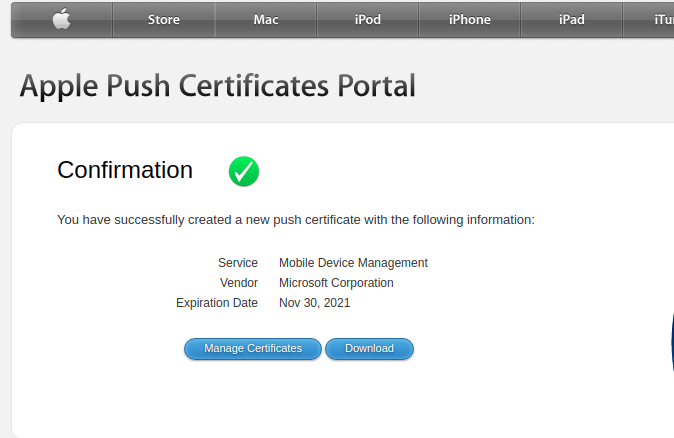 Store Mac iPod iPhone iPad
Apple Push Certificates Portal
Confirmation
You have successfully created a new push certificate with the following information:
Service Mobile Device Management
Vendor Microsoft Corporation
Expiration Date Nov 30, 2021
Manage Certificates Download